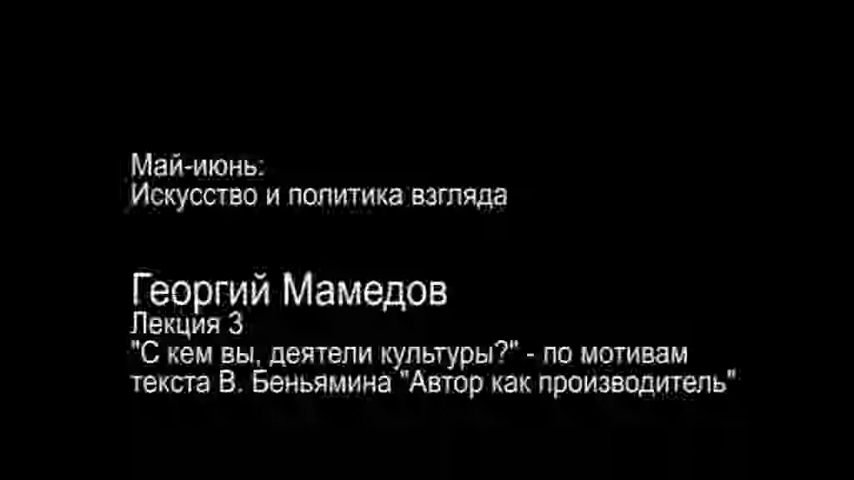 Май-июнь:
Искусство и политика взгляда
Георгий Мамедов
Лекция 3
"С кем вы, деятели культуры?" - по мотивам
текста В. Беньямина "Автор как производитель"